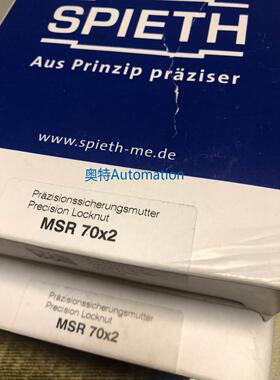 SPIETH
Aus Prinzip präziser
www.spieth-me.de
奥特Automation
Präzisionssicherungsmutter
Precision Locknut
MSR 70x2
Präzisionssicherungsmutter
Precision Locknut
MSR 70x2